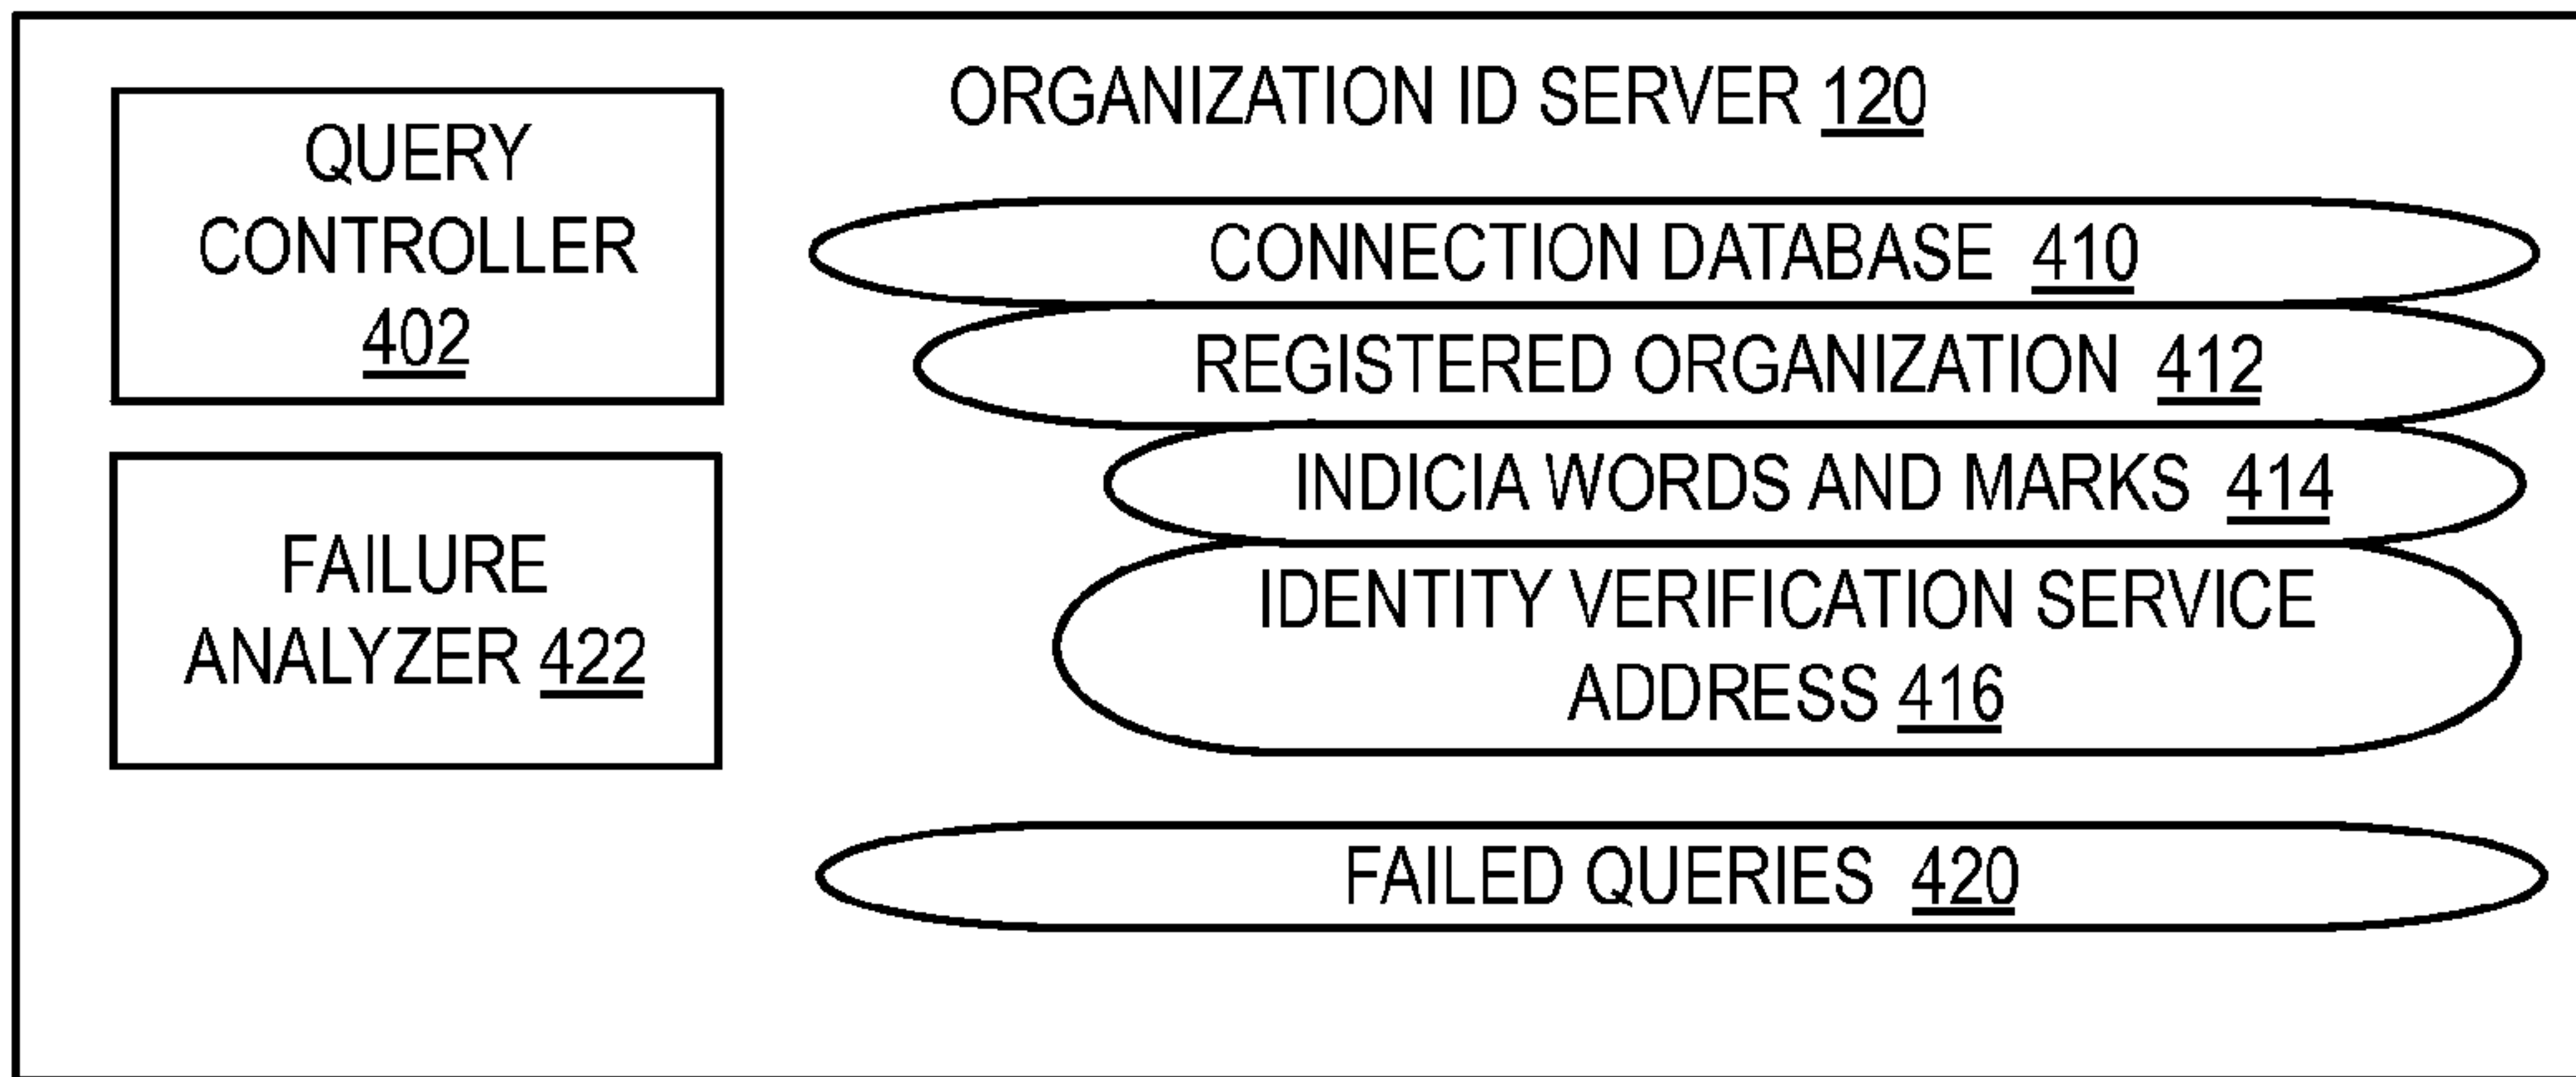 ORGANIZATION ID SERVER 120
QUERY
CONTROLLER
402
FAILURE
ANALYZER 422
CONNECTION DATABASE 410
REGISTERED ORGANIZATION 412
INDICIA WORDS AND MARKS 414
IDENTITY VERIFICATION SERVICE
ADDRESS 416
FAILED QUERIES 420